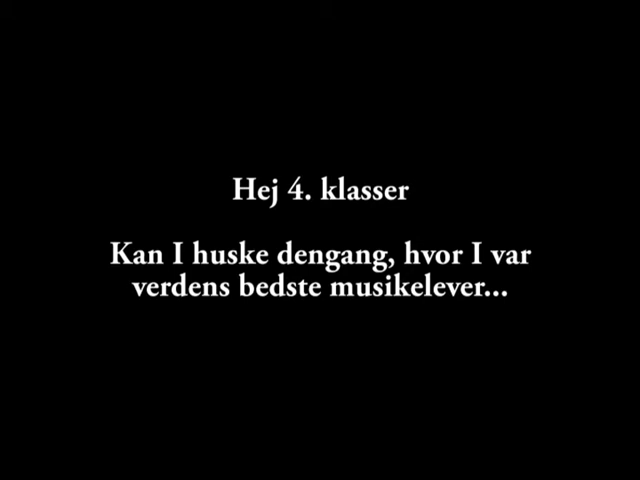 Hej 4. klasser
Kan I huske dengang, hvor I var
verdens bedste musikelever...